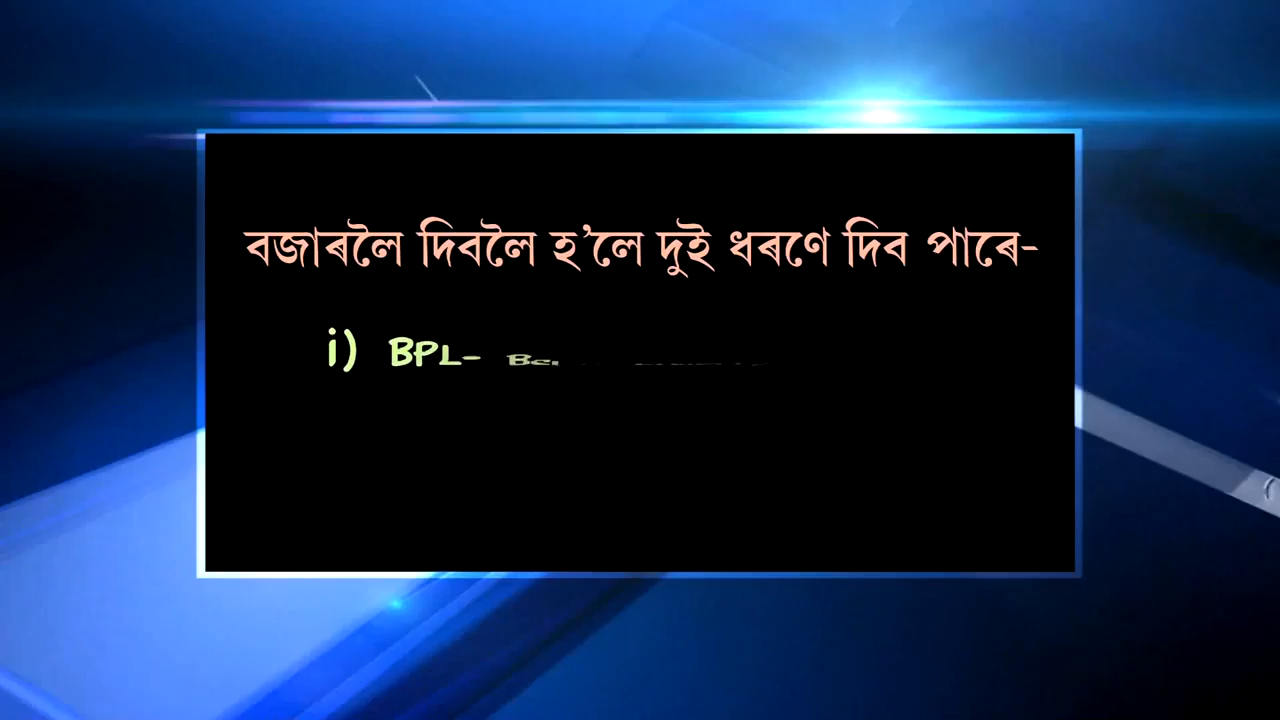 বজাৰলৈ দিবলৈ হ’লে দুই ধৰণে দিব পাৰে-
i) BPL-